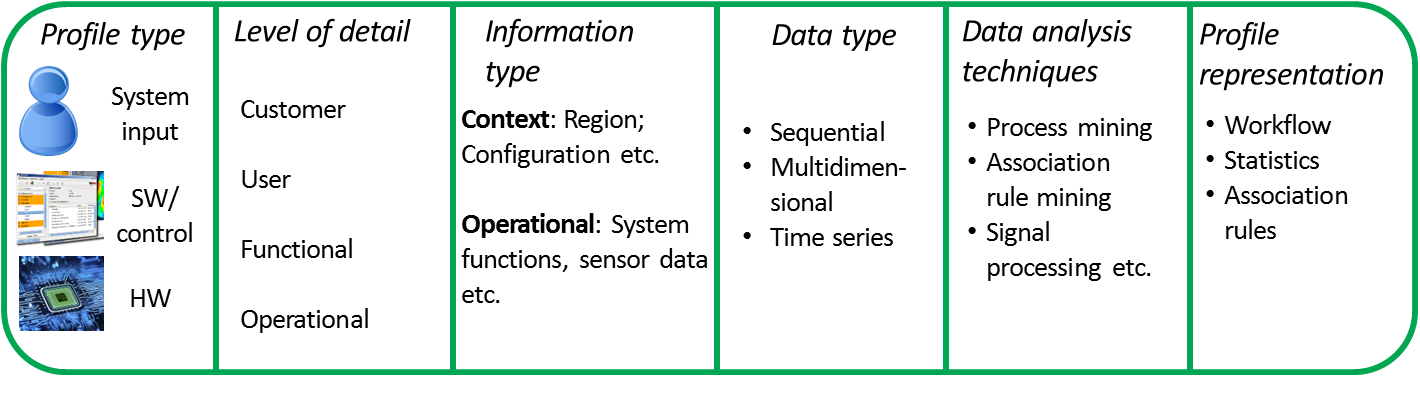 Profile type
System
input
SW/
control
HW
Level of detail
Customer
User
Functional
Operational
Information
type
Context: Region;
Configuration etc.
Operational: System
functions, sensor data
etc.
Data type
• Sequential
• Multidimen-
sional
• Time series
Data analysis
techniques
• Process mining
• Association
rule mining
• Signal
processing etc.
Profile
representation
• Workflow
• Statistics
• Association
rules